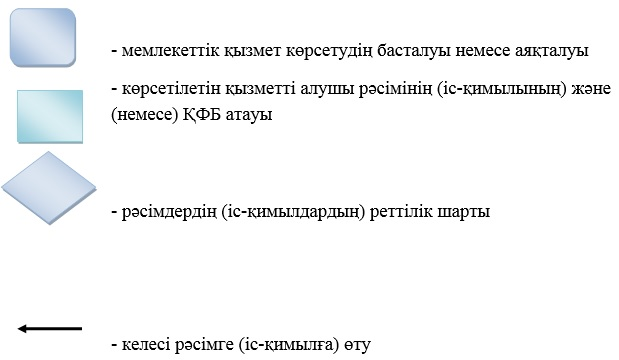 - мемлекеттік қызмет көрсетудің басталуы немесе аяқталуы
- көрсетілетін қызметті алушы рәсімінің (іс-қимылының) және
(немесе) ҚФБ атауы
- рәсімдердің (іс-қимылдардың) реттілік шарты
- келесі рәсімге (іс-қимылға) өту